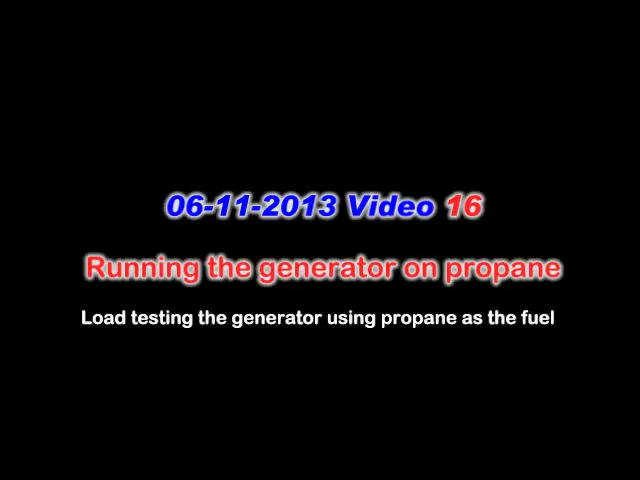 06-11-2013 Video 16
Running the generator on propane
Load testing the generator using propane as the fuel